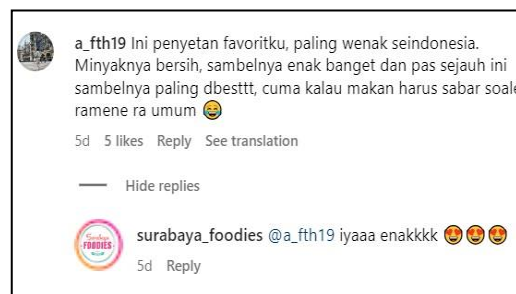 a_fth19 Ini penyetan favoritku, paling wenak seindonesia.
Minyaknya bersih, sambelnya enak banget dan pas sejauh ini
sambelnya paling dbesttt, cuma kalau makan harus sabar soale
ramene ra umum 😂
5d 5 likes Reply See translation
Hide replies
Surabaya
FOODIES
surabaya_foodies @a_fth19 iyaaa enakkkk 😍😍😍
5d Reply